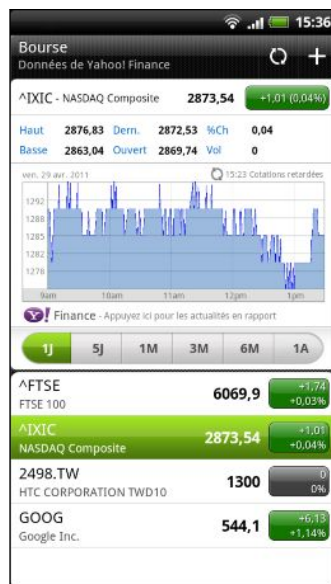 15:36
Bourse
Données de Yahoo! Finance
^IXIC - NASDAQ Composite 2873,54 +1,01 (0,04%)
Haut 2876,83 Dern. 2872,53 %Ch 0,04
Basse 2863,04 Ouvert 2869,74 Vol 0
ven. 29 avr. 2011 15:23 Cotations retardées
1292
1288
1285
1282
1278
9am 10am 11am 12pm 1pm
Y! Finance - Appuyez ici pour les actualités en rapport
1J 5J 1M 3M 6M 1A
^FTSE 6069,9 +1,74
FTSE 100 +0,03%
^IXIC 2873,54 +1,01
NASDAQ Composite +0,04%
2498.TW 1300 0
HTC CORPORATION TWD10 0%
GOOG 544,1 +6,13
Google Inc. +1,14%